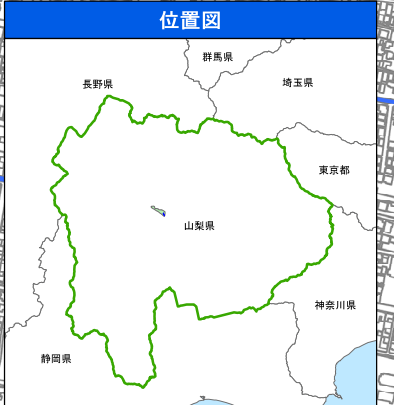 位置図
群馬県
埼玉県
長野県
東京都
山梨県
神奈川県
静岡県